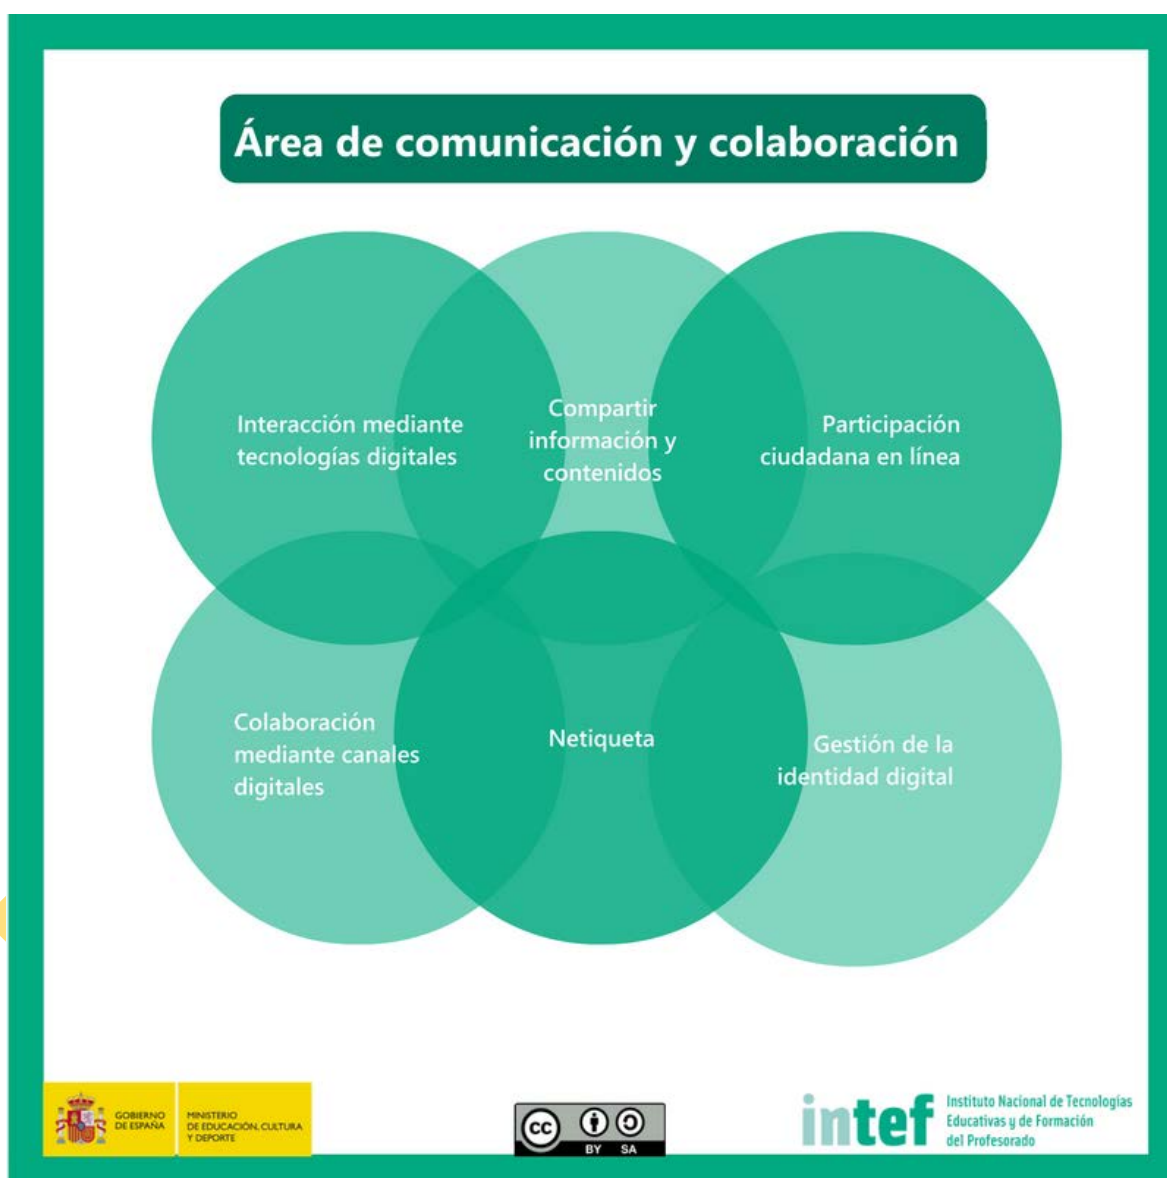 Área de comunicación y colaboración
Interacción mediante
tecnologías digitales
Compartir
información y
contenidos
Participación
ciudadana en línea
Colaboración
mediante canales
digitales
Netiqueta
Gestión de la
identidad digital
GOBIERNO
DE ESPAÑA
MINISTERIO
DE EDUCACIÓN, CULTURA
Y DEPORTE
cc
BY SA
intef
Instituto Nacional de Tecnologías
Educativas y de Formación
del Profesorado